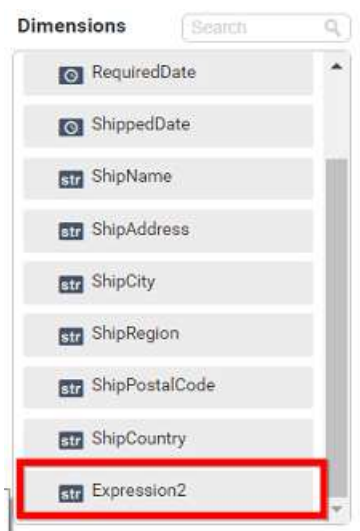 Dimensions
Search
RequiredDate
ShippedDate
str ShipName
str ShipAddress
str ShipCity
str ShipRegion
str ShipPostalCode
str ShipCountry
str Expression2